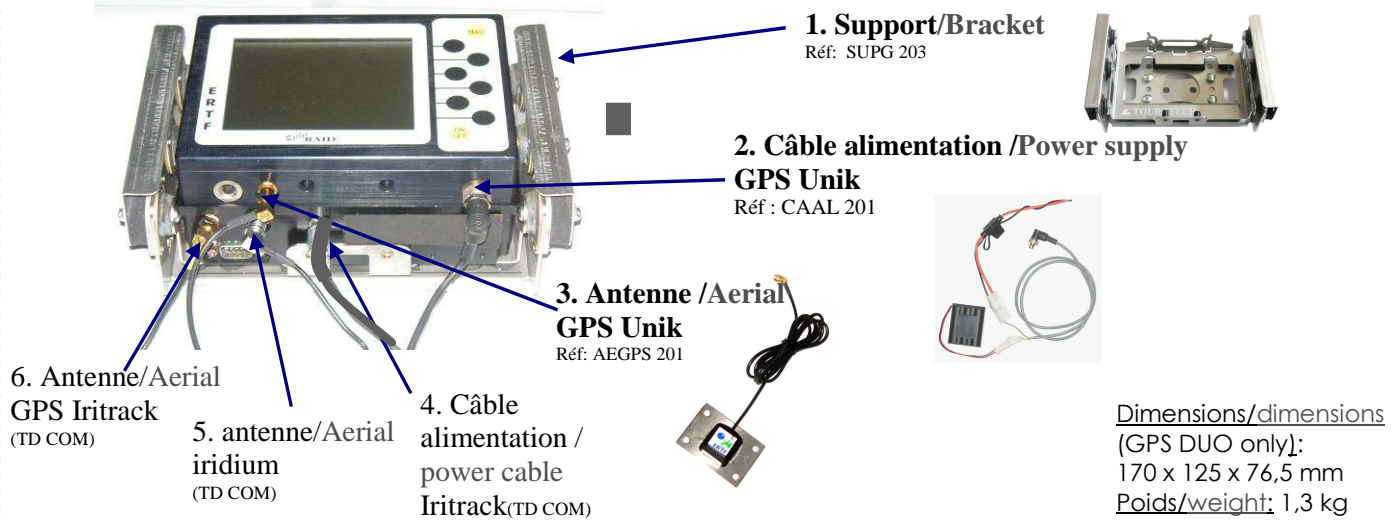 1. Support/Bracket
Réf: SUPG 203
NAV
ERTF
RAID
ON
OFF
2. Câble alimentation /Power supply
GPS Unik
Réf : CAAL 201
3. Antenne /Aerial
GPS Unik
Réf: AEGPS 201
6. Antenne/Aerial
GPS Iritrack
(TD COM)
5. antenne/Aerial
iridium
(TD COM)
4. Câble
alimentation /
power cable
Iritrack(TD COM)
Dimensions/dimensions
(GPS DUO only):
170 x 125 x 76,5 mm
Poids/weight: 1,3 kg